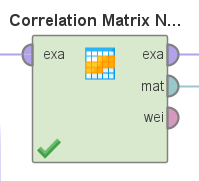 Correlation Matrix N...
exa exa
mat
wei